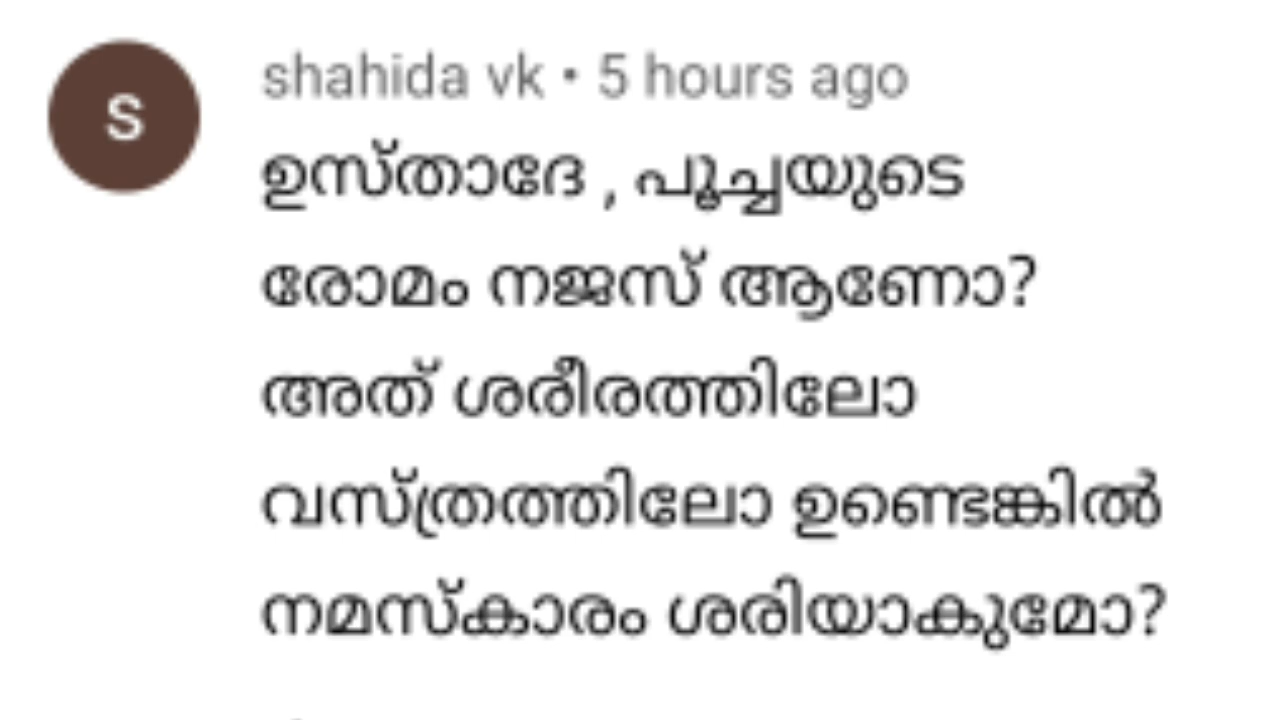 S
shahida vk • 5 hours ago
ഉസ്താദേ , പൂച്ചയുടെ
രോമം നജസ് ആണോ?
അത് ശരീരത്തിലോ
വസ്ത്രത്തിലോ ഉണ്ടെങ്കിൽ
നമസ്കാരം ശരിയാകുമോ?